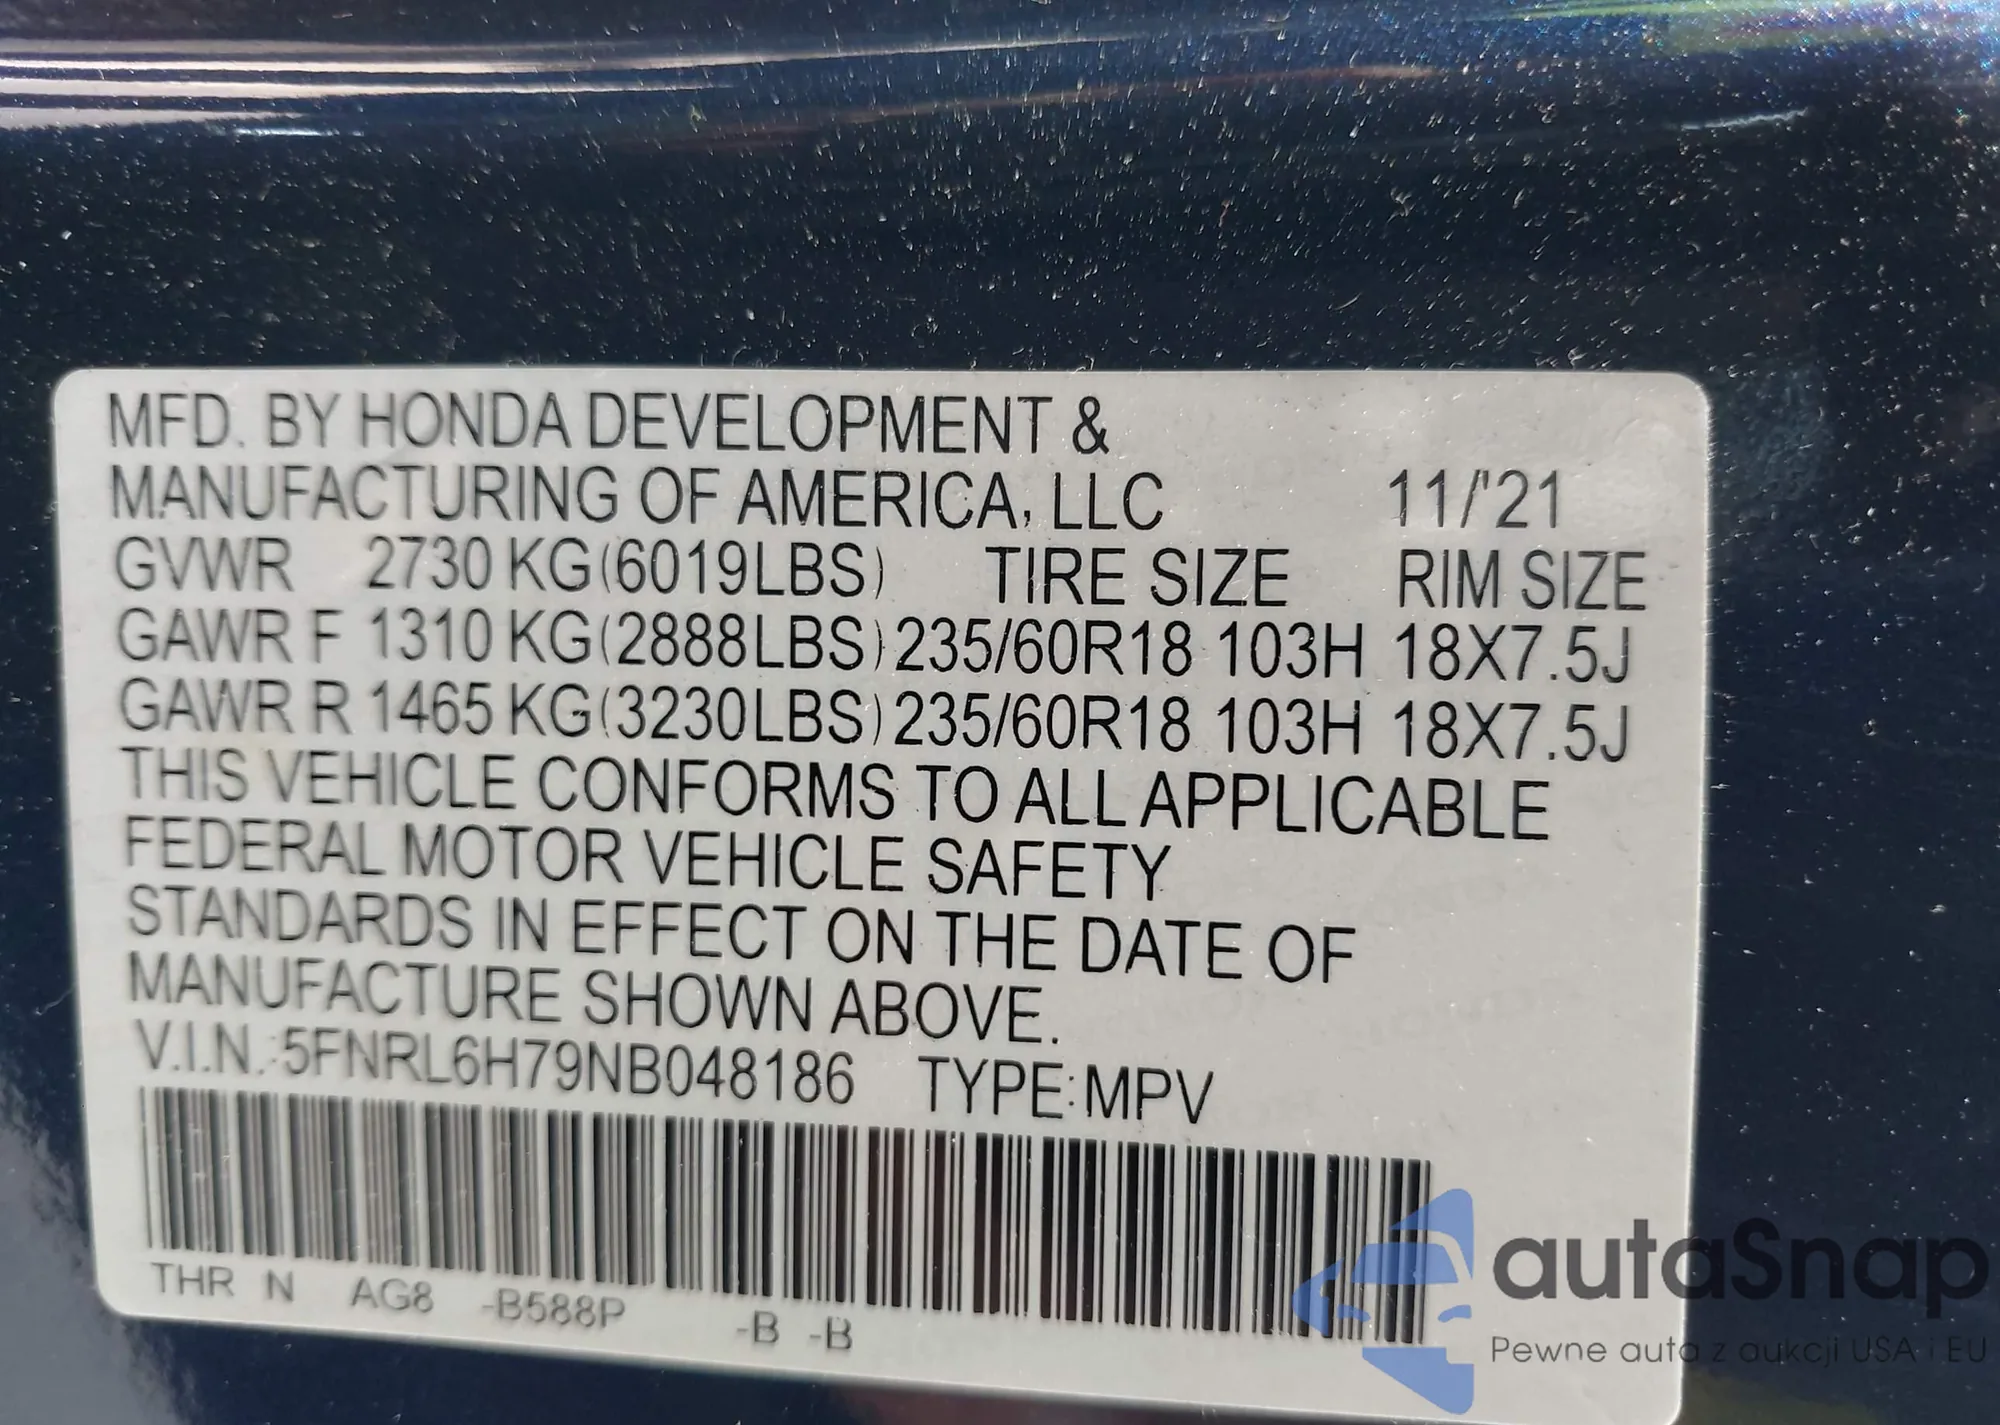 MFD. BY HONDA DEVELOPMENT &
MANUFACTURING OF AMERICA, LLC 11/'21
GVWR 2730 KG(6019LBS) TIRE SIZE RIM SIZE
GAWR F 1310 KG(2888LBS) 235/60R18 103H 18X7.5J
GAWR R 1465 KG(3230LBS) 235/60R18 103H 18X7.5J
THIS VEHICLE CONFORMS TO ALL APPLICABLE
FEDERAL MOTOR VEHICLE SAFETY
STANDARDS IN EFFECT ON THE DATE OF
MANUFACTURE SHOWN ABOVE.
V.I.N.:5FNRL6H79NB048186 TYPE:MPV
THR N AG8 -B588P -B -B
autaSnap
Pewne auta z aukcji USA i EU